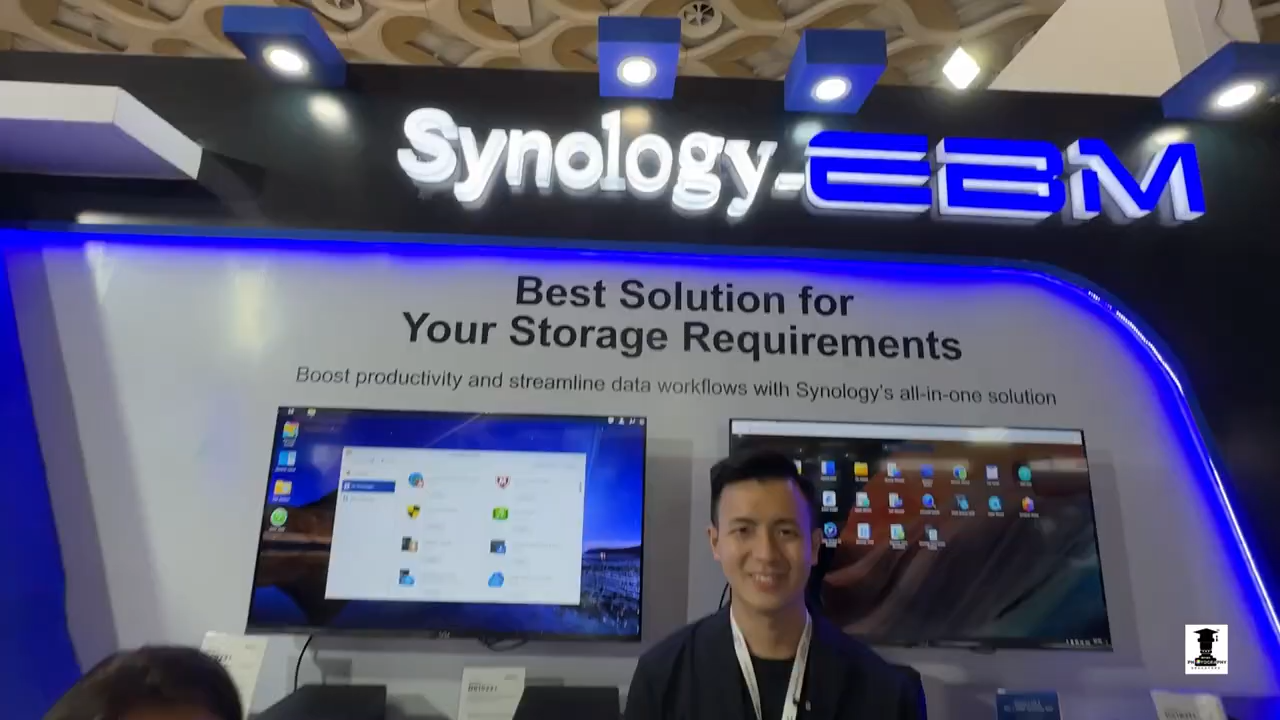 Synology-EBM
Best Solution for
Your Storage Requirements
Boost productivity and streamline data workflows with Synology's all-in-one solution